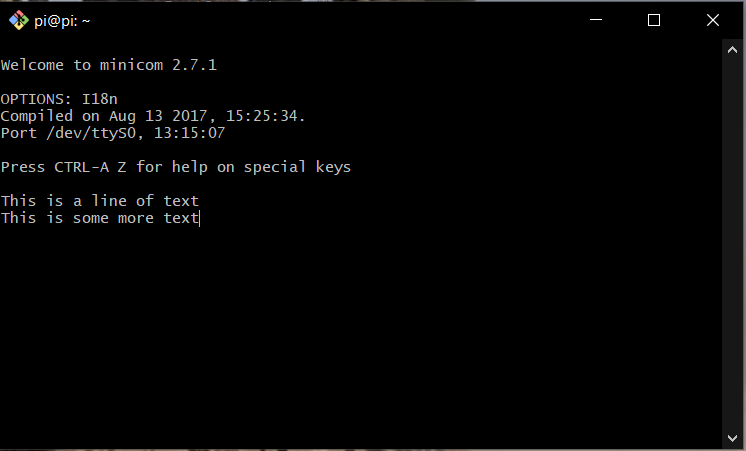 pi@pi: ~
Welcome to minicom 2.7.1
OPTIONS: I18n
Compiled on Aug 13 2017, 15:25:34.
Port /dev/ttyS0, 13:15:07
Press CTRL-A Z for help on special keys
This is a line of text
This is some more text